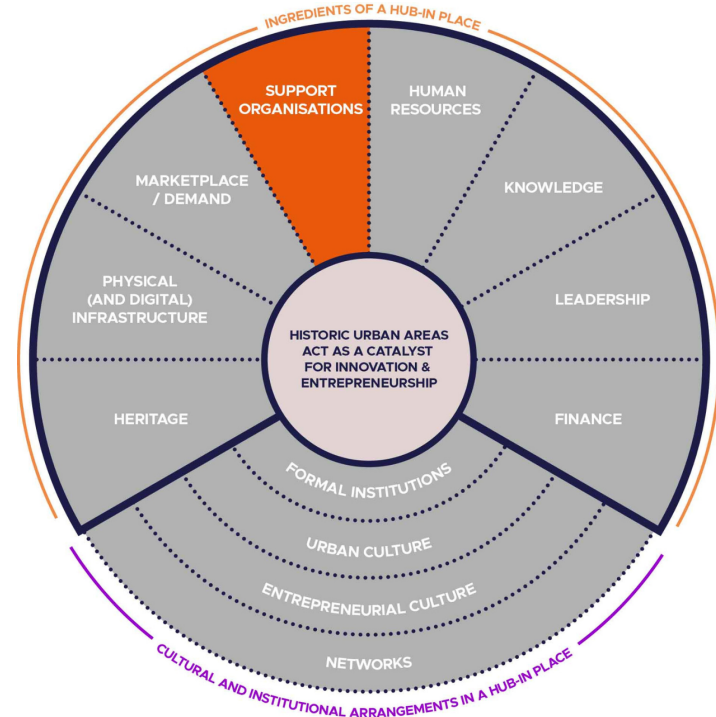 INGREDIENTS OF A HUB-IN PLACE
SUPPORT
ORGANISATIONS
HUMAN
RESOURCES
MARKETPLACE
/ DEMAND
KNOWLEDGE
PHYSICAL
(AND DIGITAL)
INFRASTRUCTURE
LEADERSHIP
HISTORIC URBAN AREAS
ACT AS A CATALYST
FOR INNOVATION &
ENTREPRENEURSHIP
HERITAGE
FINANCE
FORMAL INSTITUTIONS
URBAN CULTURE
ENTREPRENEURIAL CULTURE
NETWORKS
CULTURAL AND INSTITUTIONAL ARRANGEMENTS IN A HUB-IN PLACE